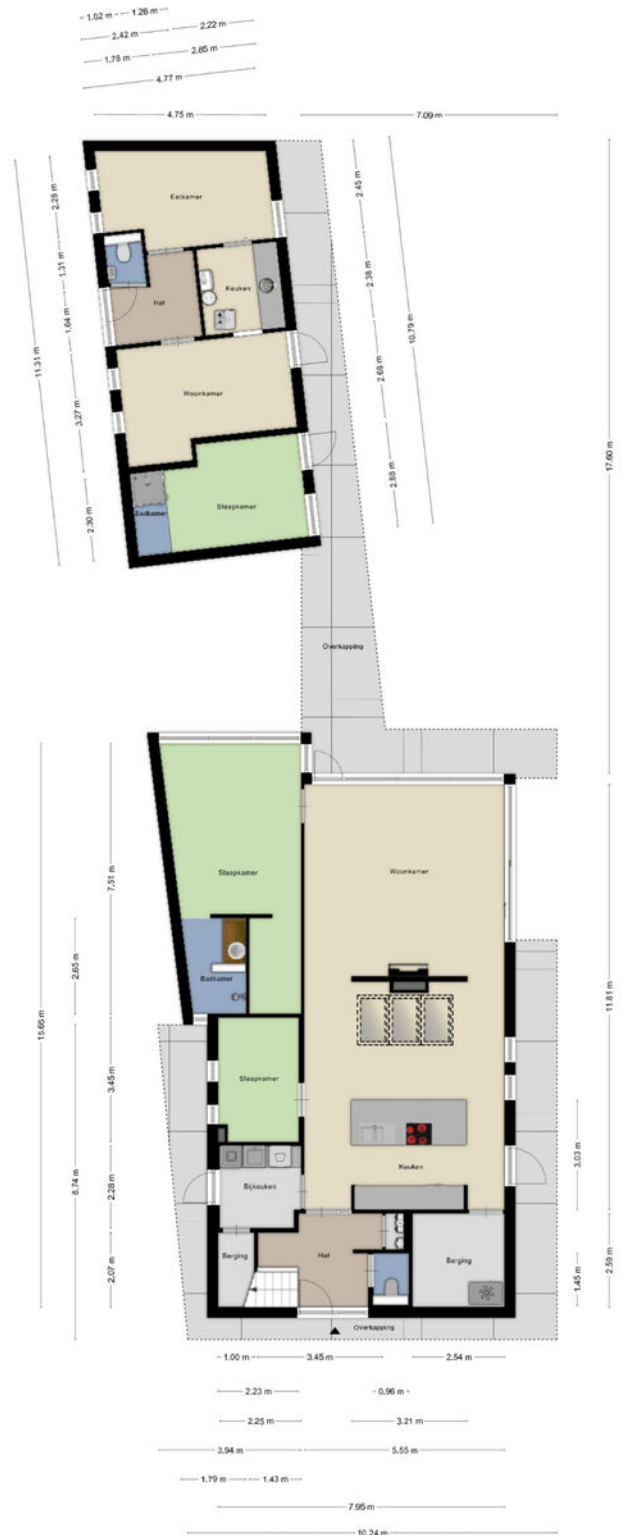 1.02 m
1.26 m
2.42 m
2.22 m
1.78 m
2.85 m
4.77 m
4.75 m
7.09 m
2.28 m
2.45 m
Eetkamer
1.31 m
2.38 m
Keuken
Hal
1.64 m
10.79 m
11.31 m
2.68 m
Woonkamer
3.27 m
17.60 m
2.88 m
Badkamer
Slaapkamer
2.30 m
Overkapping
7.51 m
Slaapkamer
Woonkamer
2.65 m
Badkamer
11.81 m
15.65 m
3.45 m
Slaapkamer
3.03 m
Keuken
8.74 m
2.28 m
Bijkeuken
Berging
Hal
Berging
2.07 m
1.45 m
2.59 m
Overkapping
1.00 m
3.45 m
2.54 m
2.23 m
0.96 m
2.25 m
3.21 m
3.94 m
5.55 m
1.79 m
1.43 m
7.95 m
10.24 m